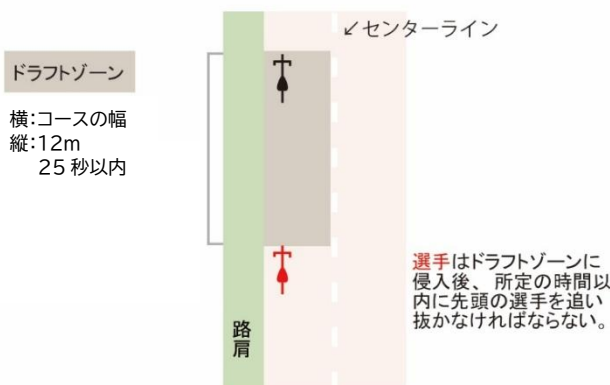 ↙センターライン
ドラフトゾーン
横:コースの幅
縦:12m
25秒以内
選手はドラフトゾーンに
侵入後、所定の時間以
内に先頭の選手を追い
抜かなければならない。
路肩